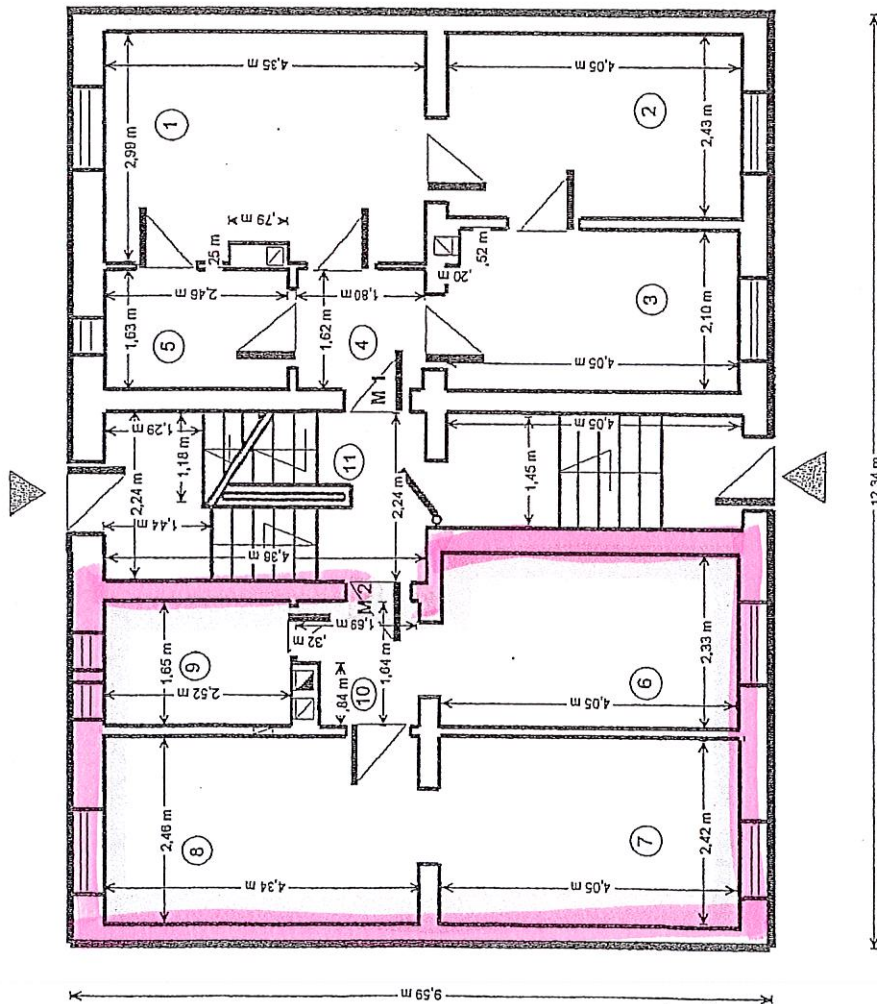 4,35 m
4,05 m
1
2
2,99 m
2,43 m
,79 m
,25 m
,52 m
,20 m
2,46 m
1,80 m
1,63 m
1,62 m
2,10 m
5
4
3
4,05 m
M 1
1,29 m
1,18 m
11
4,05 m
2,24 m
2,24 m
1,45 m
1,44 m
4,36 m
12,34 m
M 2
,32 m
1,69 m
9
1,65 m
2,52 m
,84 m
10
1,64 m
2,33 m
6
4,05 m
2,46 m
8
7
2,42 m
4,34 m
4,05 m
9,59 m